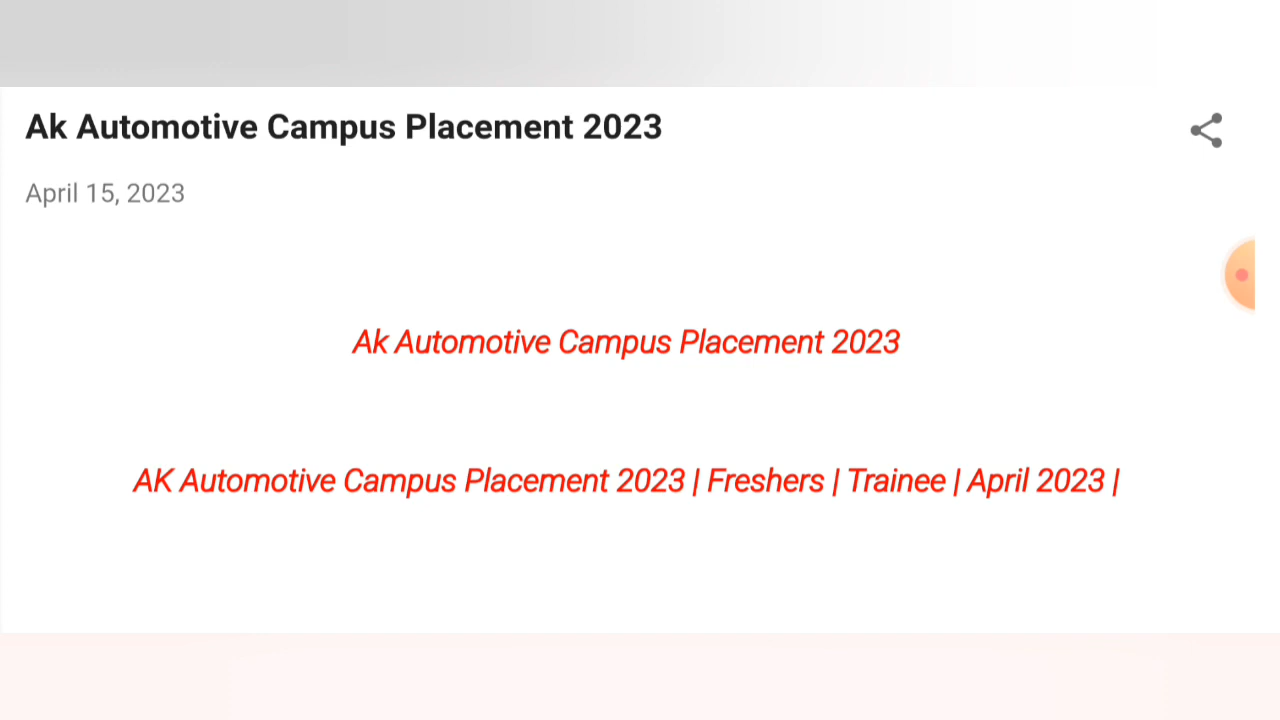 Ak Automotive Campus Placement 2023
April 15, 2023
Ak Automotive Campus Placement 2023
AK Automotive Campus Placement 2023 | Freshers | Trainee | April 2023 |